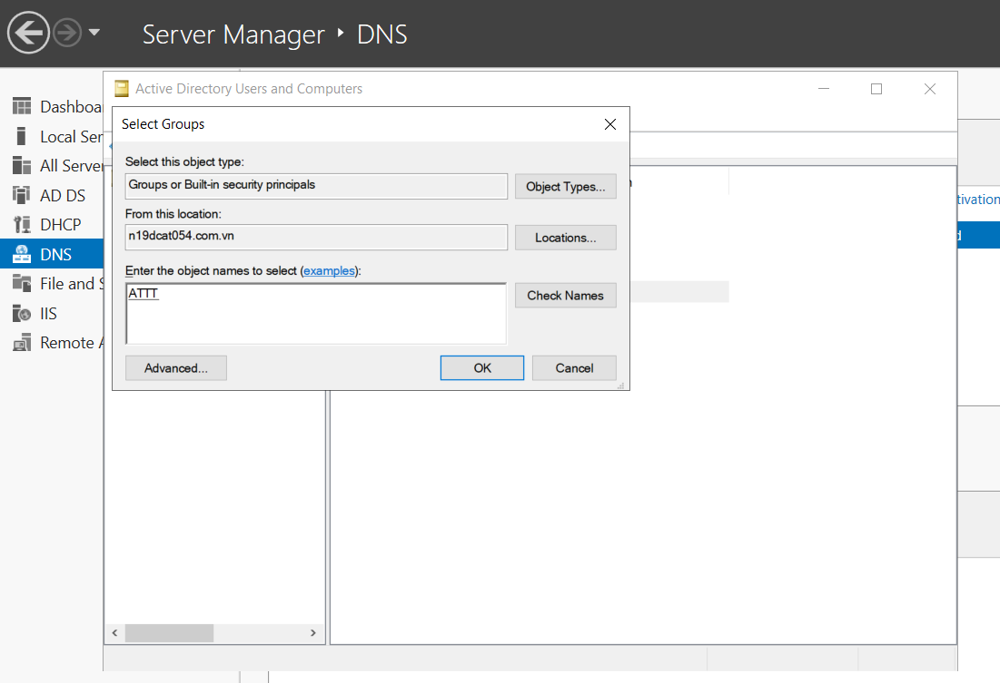 Server Manager ‣ DNS
Active Directory Users and Computers
Dashboa
Local Ser
All Server
AD DS
DHCP
DNS
File and S
IIS
Remote A
Select Groups
Select this object type:
Groups or Built-in security principals
Object Types...
From this location:
n19dcat054.com.vn
Locations...
Enter the object names to select (examples):
ATTT
Check Names
Advanced...
OK
Cancel
tivation
d